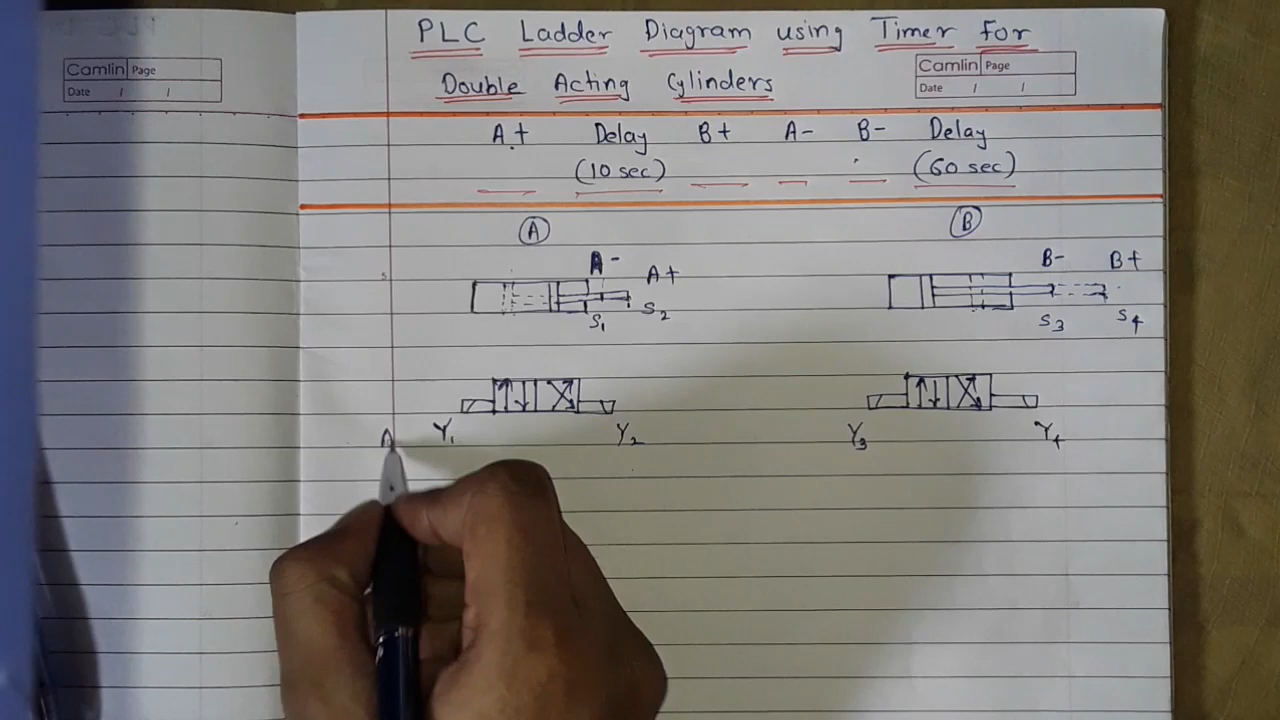 PLC Ladder Diagram using Timer for
Double Acting Cylinders
Camlin Page
Date / /
Camlin Page
Date / /
A+ Delay B+ A- B- Delay
(10 sec) (60 sec)
A B
A- A+ B- B+
S1 S2 S3 S4
Y1 Y2 Y3 Y4
A